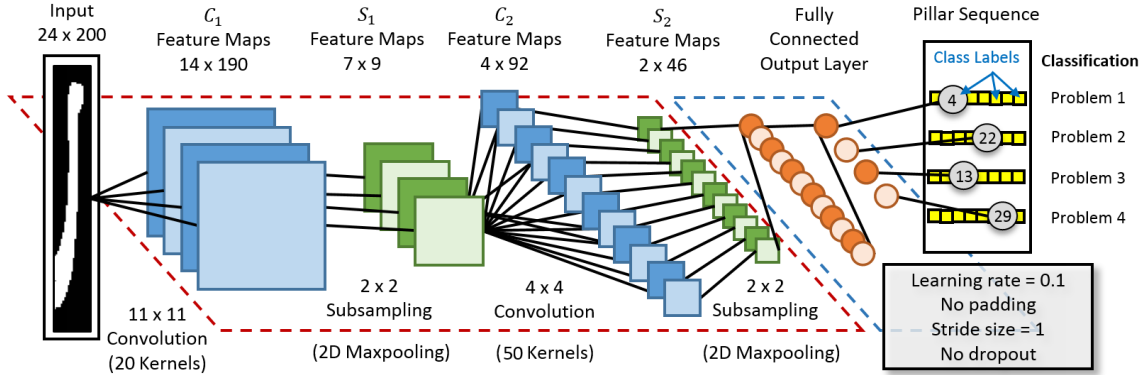 Input
24 x 200
C₁
Feature Maps
14 x 190
S₁
Feature Maps
7 x 9
C₂
Feature Maps
4 x 92
S₂
Feature Maps
2 x 46
Fully
Connected
Output Layer
Pillar Sequence
Class Labels
Classification
4
Problem 1
22
Problem 2
13
Problem 3
29
Problem 4
11 x 11
Convolution
(20 Kernels)
2 x 2
Subsampling
(2D Maxpooling)
4 x 4
Convolution
(50 Kernels)
2 x 2
Subsampling
(2D Maxpooling)
Learning rate = 0.1
No padding
Stride size = 1
No dropout